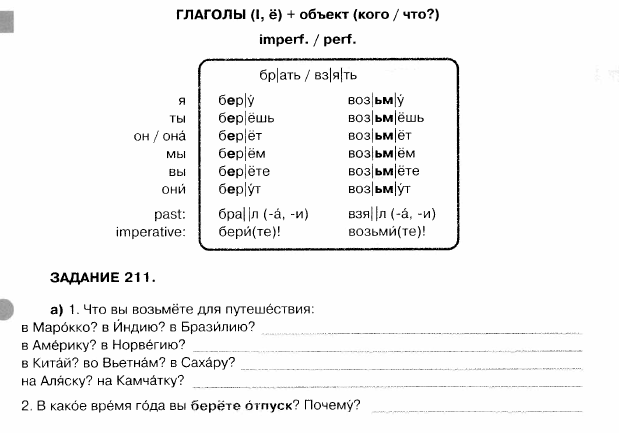 ГЛАГОЛЫ (I, ё) + объект (кого / что?)
imperf. / perf.
бр|ать / вз|я|ть
я бер|у́ воз|ьм|у́
ты бер|ёшь воз|ьм|ёшь
он / она́ бер|ёт воз|ьм|ёт
мы бер|ём воз|ьм|ём
вы бер|ёте воз|ьм|ёте
они́ бер|у́т воз|ьм|у́т
past: бра||л (-а́, -и) взя||л (-а́, -и)
imperative: бери́(те)! возьми́(те)!
ЗАДАНИЕ 211.
а) 1. Что вы возьмёте для путеше́ствия:
в Маро́кко? в И́ндию? в Брази́лию?
в Аме́рику? в Норве́гию?
в Кита́й? во Вьетна́м? в Саха́ру?
на Аля́ску? на Камча́тку?
2. В како́е вре́мя го́да вы берёте о́тпуск? Почему́?